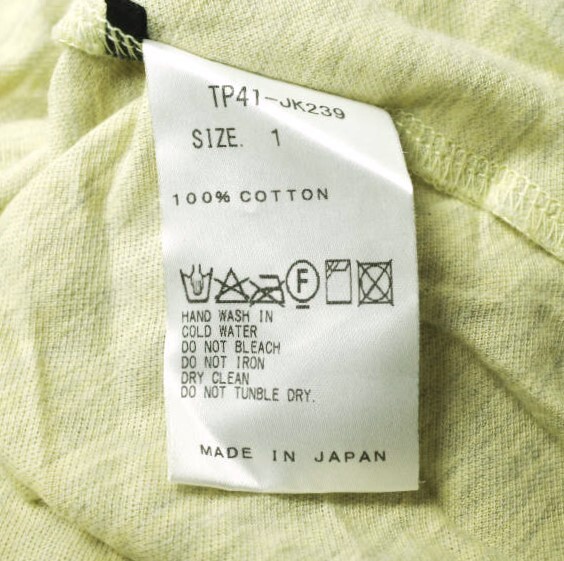 TP41-JK239
SIZE. 1
100% COTTON
F
HAND WASH IN
COLD WATER
DO NOT BLEACH
DO NOT IRON
DRY CLEAN
DO NOT TUNBLE DRY.
MADE IN JAPAN